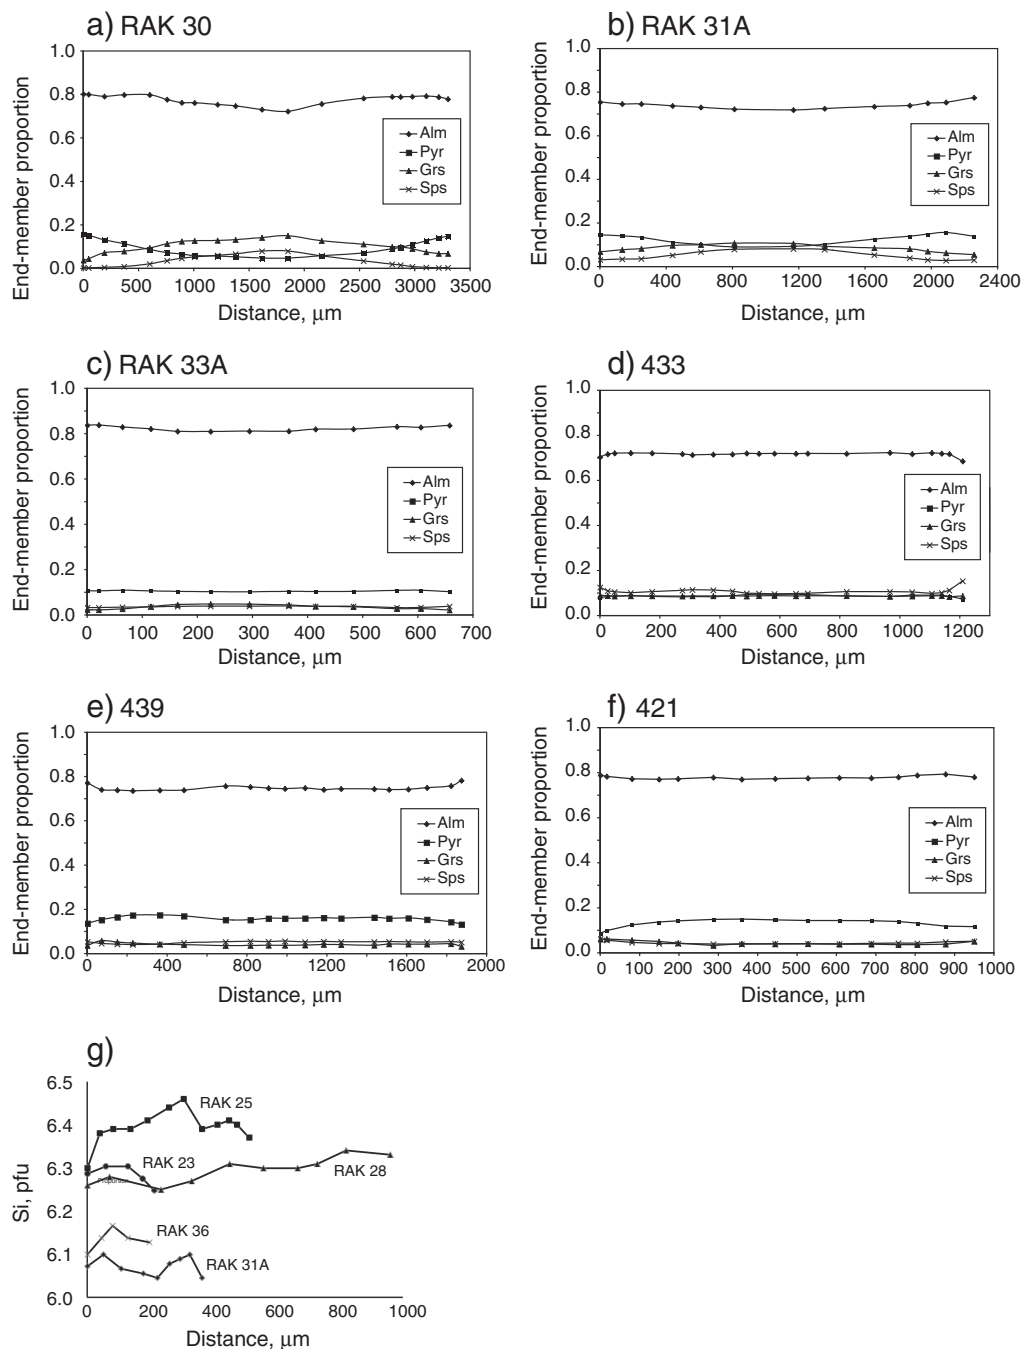 a) RAK 30
End-member proportion
1.0
0.8
0.6
0.4
0.2
0.0
Alm
Pyr
Grs
Sps
0 500 1000 1500 2000 2500 3000 3500
Distance, μm
b) RAK 31A
End-member proportion
1.0
0.8
0.6
0.4
0.2
0.0
Alm
Pyr
Grs
Sps
0 400 800 1200 1600 2000 2400
Distance, μm
c) RAK 33A
End-member proportion
1.0
0.8
0.6
0.4
0.2
0.0
Alm
Pyr
Grs
Sps
0 100 200 300 400 500 600 700
Distance, μm
d) 433
End-member proportion
1.0
0.8
0.6
0.4
0.2
0.0
Alm
Pyr
Grs
Sps
0 200 400 600 800 1000 1200
Distance, μm
e) 439
End-member proportion
1.0
0.8
0.6
0.4
0.2
0.0
Alm
Pyr
Grs
Sps
0 400 800 1200 1600 2000
Distance, μm
f) 421
End-member proportion
1.0
0.8
0.6
0.4
0.2
0.0
Alm
Pyr
Grs
Sps
0 100 200 300 400 500 600 700 800 900 1000
Distance, μm
g)
Si, pfu
6.5
6.4
6.3
6.2
6.1
6.0
RAK 25
RAK 23
RAK 28
Proportion
RAK 36
RAK 31A
0 200 400 600 800 1000
Distance, μm